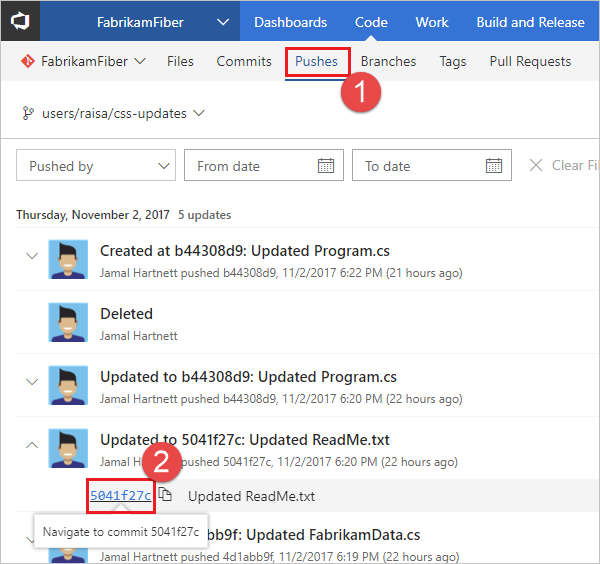 FabrikamFiber Dashboards Code Work Build and Release
FabrikamFiber Files Commits Pushes Branches Tags Pull Requests
1
users/raisa/css-updates
Pushed by From date To date Clear Fi
Thursday, November 2, 2017 5 updates
Created at b44308d9: Updated Program.cs
Jamal Hartnett pushed b44308d9, 11/2/2017 6:22 PM (21 hours ago)
Deleted
Jamal Hartnett
Updated to b44308d9: Updated Program.cs
Jamal Hartnett pushed b44308d9, 11/2/2017 6:20 PM (22 hours ago)
Updated to 5041f27c: Updated ReadMe.txt
Jamal H pushed 5041f27c, 11/2/2017 6:20 PM (22 hours ago)
2
5041f27c Updated ReadMe.txt
Navigate to commit 5041f27c
bb9f: Updated FabrikamData.cs
Jamal Hartnett pushed 4d1abb9f, 11/2/2017 6:19 PM (22 hours ago)